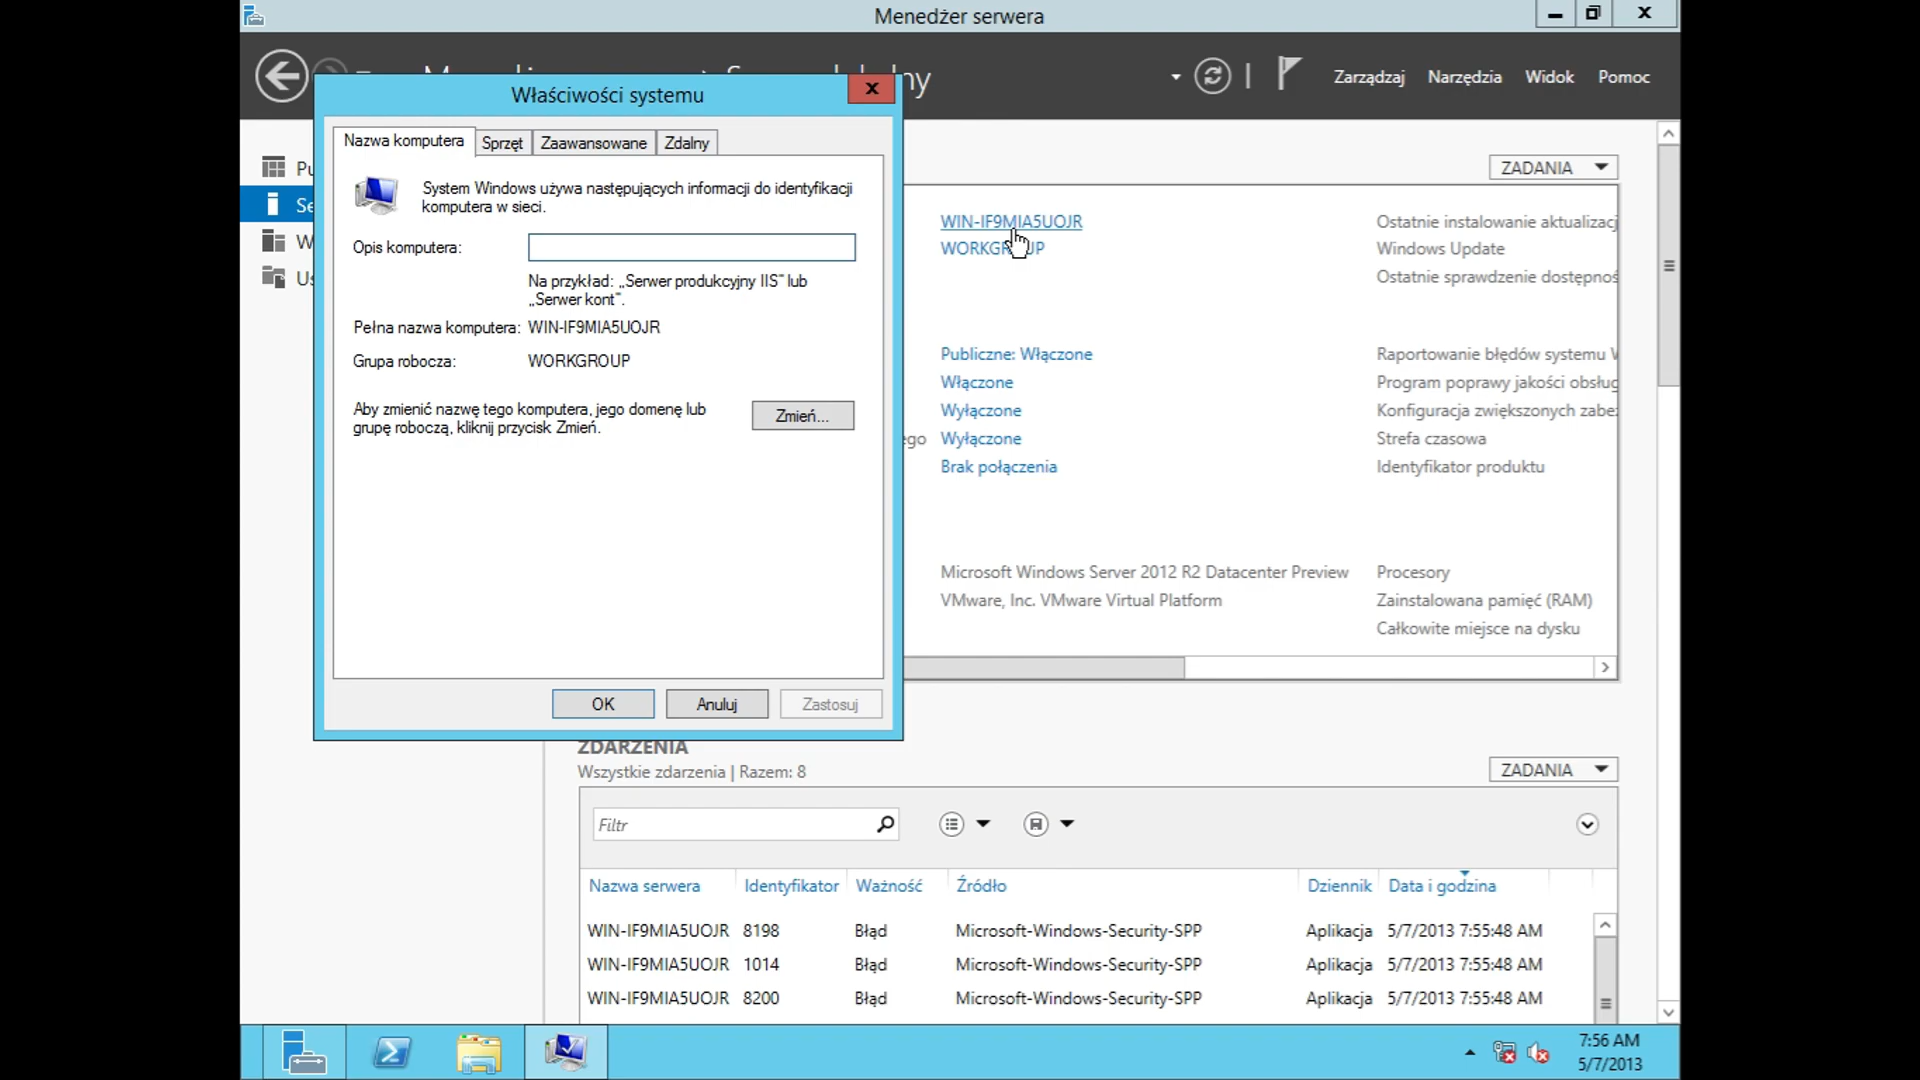 Menedżer serwera
Zarządzaj
Narzędzia
Widok
Pomoc
Właściwości systemu
Nazwa komputera
Sprzęt
Zaawansowane
Zdalny
System Windows używa następujących informacji do identyfikacji
komputera w sieci.
Opis komputera:
Na przykład: „Serwer produkcyjny IIS” lub
„Serwer kont”.
Pełna nazwa komputera: WIN-IF9MIA5UOJR
Grupa robocza: WORKGROUP
Aby zmienić nazwę tego komputera, jego domenę lub
grupę roboczą, kliknij przycisk Zmień.
Zmień...
OK
Anuluj
Zastosuj
ZADANIA
WIN-IF9MIA5UOJR
WORKGROUP
Ostatnie instalowanie aktualizacj
Windows Update
Ostatnie sprawdzenie dostępnoś
Publiczne: Włączone
Włączone
Wyłączone
ego Wyłączone
Brak połączenia
Raportowanie błędów systemu
Program poprawy jakości obsług
Konfiguracja zwiększonych zabe
Strefa czasowa
Identyfikator produktu
Microsoft Windows Server 2012 R2 Datacenter Preview
VMware, Inc. VMware Virtual Platform
Procesory
Zainstalowana pamięć (RAM)
Całkowite miejsce na dysku
ZDARZENIA
Wszystkie zdarzenia | Razem: 8
ZADANIA
Filtr
Nazwa serwera Identyfikator Ważność Źródło Dziennik Data i godzina
WIN-IF9MIA5UOJR 8198 Błąd Microsoft-Windows-Security-SPP Aplikacja 5/7/2013 7:55:48 AM
WIN-IF9MIA5UOJR 1014 Błąd Microsoft-Windows-Security-SPP Aplikacja 5/7/2013 7:55:48 AM
WIN-IF9MIA5UOJR 8200 Błąd Microsoft-Windows-Security-SPP Aplikacja 5/7/2013 7:55:48 AM
7:56 AM
5/7/2013